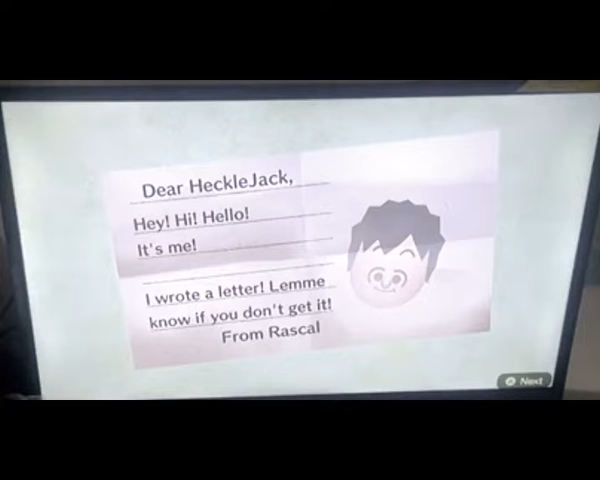 Dear HeckleJack,
Hey! Hi! Hello!
It's me!
I wrote a letter! Lemme
know if you don't get it!
From Rascal
A Next